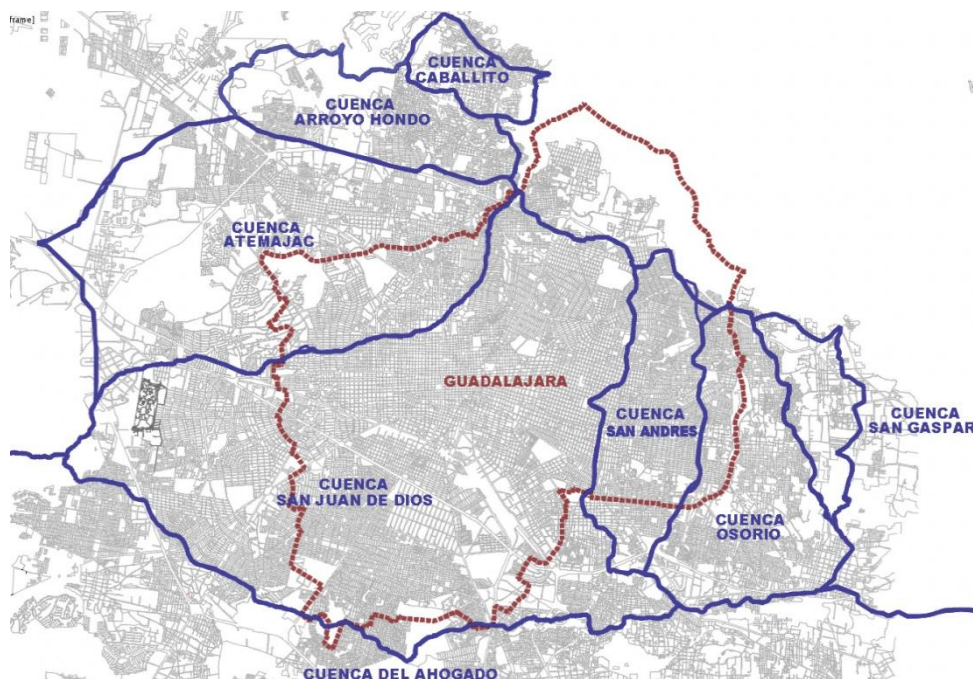 frame]
CUENCA
CABALLITO
CUENCA
ARROYO HONDO
CUENCA
ATEMAJAC
GUADALAJARA
CUENCA
SAN ANDRES
CUENCA
SAN GASPAR
CUENCA
SAN JUAN DE DIOS
CUENCA
OSORIO
CUENCA DEL AHOGADO